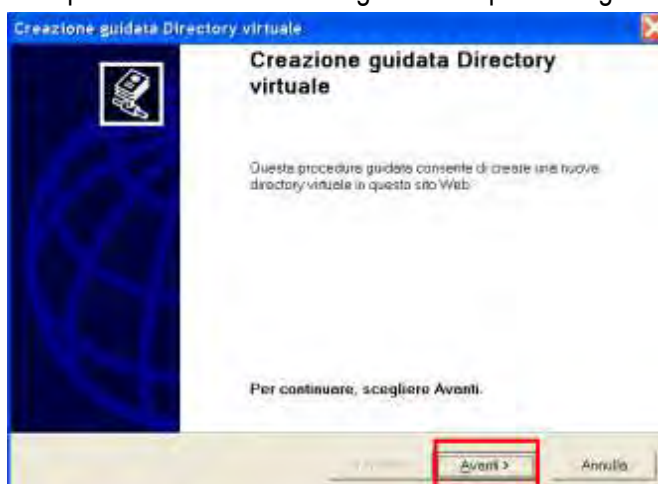 Creazione guidata Directory virtuale
Creazione guidata Directory
virtuale
Questa procedura guidata consente di creare una nuova
directory virtuale in questo sito Web.
Per continuare, scegliere Avanti.
Avanti > Annulla